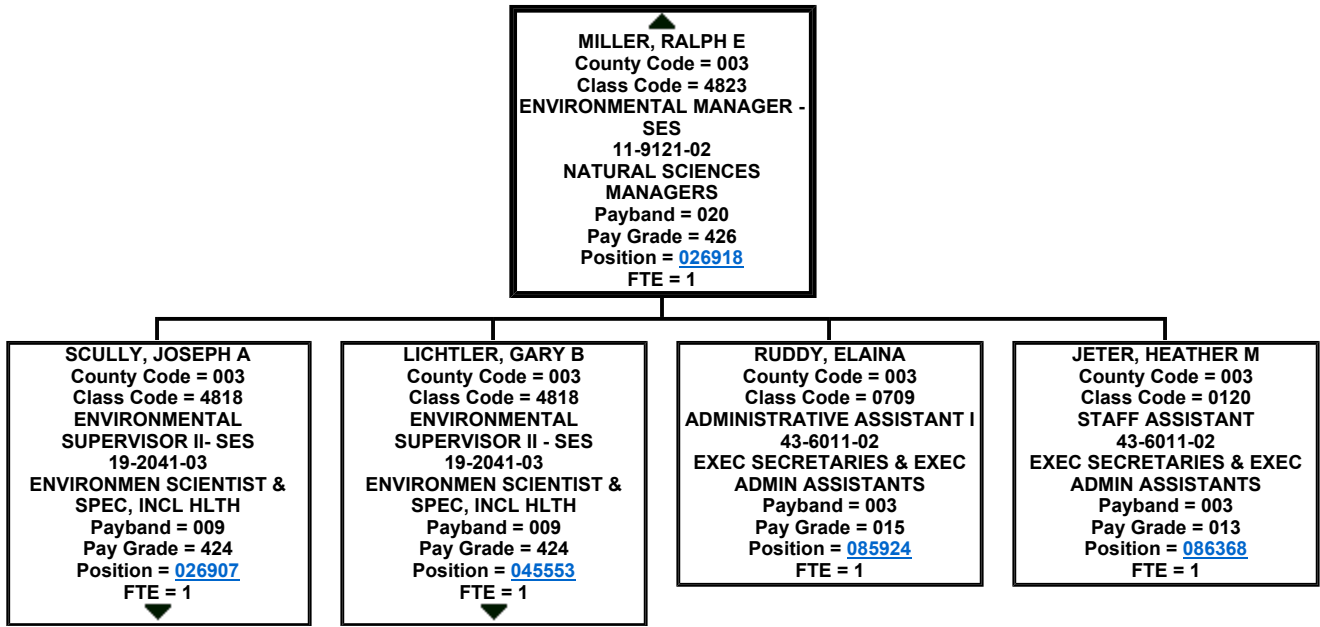 MILLER, RALPH E
County Code = 003
Class Code = 4823
ENVIRONMENTAL MANAGER -
SES
11-9121-02
NATURAL SCIENCES
MANAGERS
Payband = 020
Pay Grade = 426
Position = 026918
FTE = 1
SCULLY, JOSEPH A
County Code = 003
Class Code = 4818
ENVIRONMENTAL
SUPERVISOR II- SES
19-2041-03
ENVIRONMEN SCIENTIST &
SPEC, INCL HLTH
Payband = 009
Pay Grade = 424
Position = 026907
FTE = 1
LICHTLER, GARY B
County Code = 003
Class Code = 4818
ENVIRONMENTAL
SUPERVISOR II - SES
19-2041-03
ENVIRONMEN SCIENTIST &
SPEC, INCL HLTH
Payband = 009
Pay Grade = 424
Position = 045553
FTE = 1
RUDDY, ELAINA
County Code = 003
Class Code = 0709
ADMINISTRATIVE ASSISTANT I
43-6011-02
EXEC SECRETARIES & EXEC
ADMIN ASSISTANTS
Payband = 003
Pay Grade = 015
Position = 085924
FTE = 1
JETER, HEATHER M
County Code = 003
Class Code = 0120
STAFF ASSISTANT
43-6011-02
EXEC SECRETARIES & EXEC
ADMIN ASSISTANTS
Payband = 003
Pay Grade = 013
Position = 086368
FTE = 1